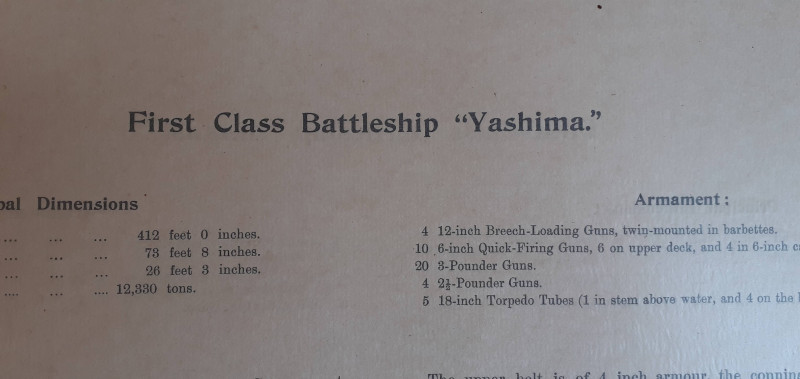 First Class Battleship “Yashima.”
Dimensions
... ... ... 412 feet 0 inches.
... ... ... 73 feet 8 inches.
... ... ... 26 feet 3 inches.
.... ... .... 12,330 tons.
Armament :
4 12-inch Breech-Loading Guns, twin-mounted in barbettes.
10 6-inch Quick-Firing Guns, 6 on upper deck, and 4 in 6-inch
20 3-Pounder Guns.
4 2½-Pounder Guns.
5 18-inch Torpedo Tubes (1 in stem above water, and 4 on the
The upper belt is of 4 inch armour, the